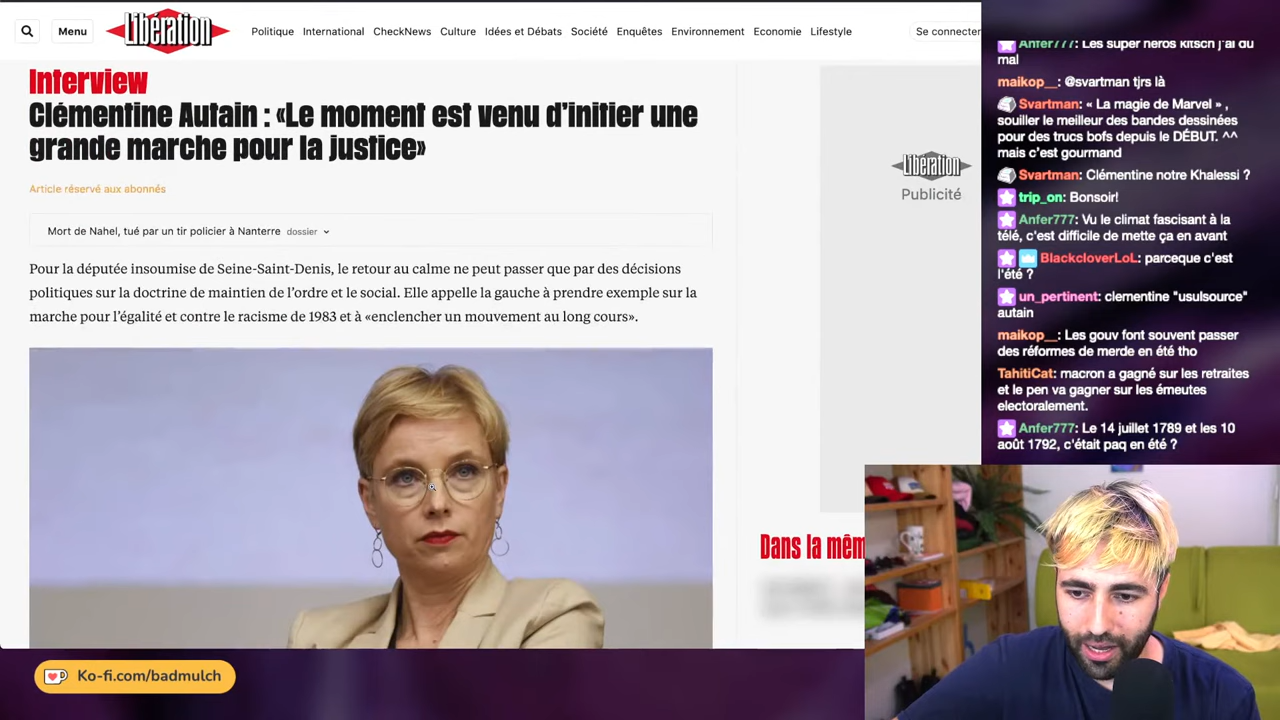 Menu
Libération
Politique
International
CheckNews
Culture
Idées et Débats
Société
Enquêtes
Environnement
Economie
Lifestyle
Se connecter
Interview
Clémentine Autain : «Le moment est venu d’initier une
grande marche pour la justice»
Article réservé aux abonnés
Mort de Nahel, tué par un tir policier à Nanterre dossier
Pour la députée insoumise de Seine-Saint-Denis, le retour au calme ne peut passer que par des décisions
politiques sur la doctrine de maintien de l’ordre et le social. Elle appelle la gauche à prendre exemple sur la
marche pour l’égalité et contre le racisme de 1983 et à «enclencher un mouvement au long cours».
Libération
Publicité
Dans la mêm
Anfer777: Les super heros kitsch j'ai du
mal
maikop__: @svartman tjrs là
Svartman: « La magie de Marvel » ,
souiller le meilleur des bandes dessinées
pour des trucs bofs depuis le DÉBUT. ^^
mais c’est gourmand
Svartman: Clémentine notre Khalessi ?
trip_on: Bonsoir!
Anfer777: Vu le climat fascisant à la
télé, c'est difficile de mette ça en avant
BlackcloverLoL: parceque c'est
l'été ?
un_pertinent: clementine "usulsource"
autain
maikop__: Les gouv font souvent passer
des réformes de merde en été tho
TahitiCat: macron a gagné sur les retraites
et le pen va gagner sur les émeutes
electoralement.
Anfer777: Le 14 juillet 1789 et les 10
août 1792, c'était paq en été ?
Ko-fi.com/badmulch